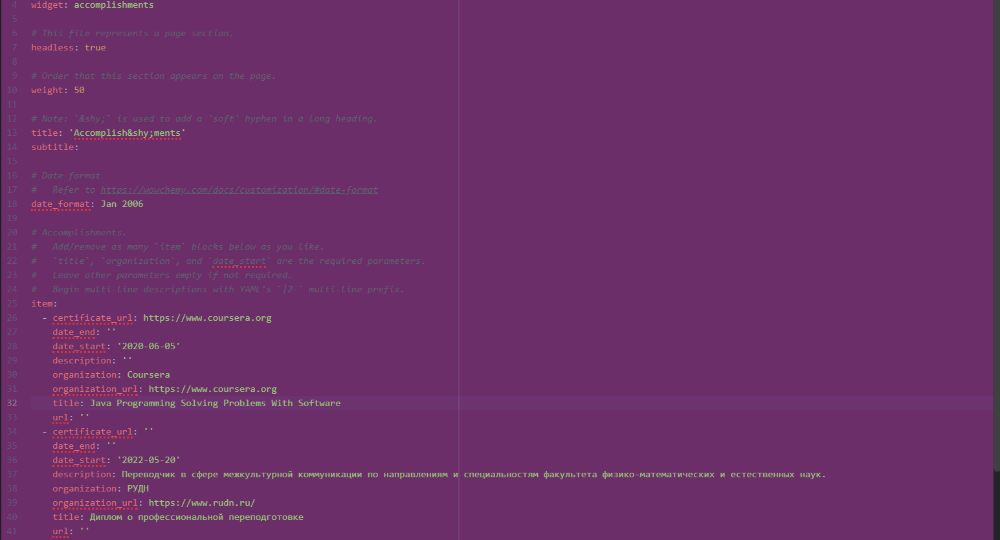 4 widget: accomplishments
5
6 # This file represents a page section.
7 headless: true
8
9 # Order that this section appears on the page.
10 weight: 50
11
12 # Note: `&shy;` is used to add a 'soft' hyphen in a long heading.
13 title: 'Accomplish&shy;ments'
14 subtitle:
15
16 # Date format
17 #   Refer to https://wowchemy.com/docs/customization/#date-format
18 date_format: Jan 2006
19
20 # Accomplishments.
21 #   Add/remove as many `item` blocks below as you like.
22 #   `title`, `organization`, and `date_start` are the required parameters.
23 #   Leave other parameters empty if not required.
24 #   Begin multi-line descriptions with YAML's `|2-` multi-line prefix.
25 item:
26   - certificate_url: https://www.coursera.org
27     date_end: ''
28     date_start: '2020-06-05'
29     description: ''
30     organization: Coursera
31     organization_url: https://www.coursera.org
32     title: Java Programming Solving Problems With Software
33     url: ''
34   - certificate_url: ''
35     date_end: ''
36     date_start: '2022-05-20'
37     description: Переводчик в сфере межкультурной коммуникации по направлениям и специальностям факультета физико-математических и естественных наук.
38     organization: РУДН
39     organization_url: https://www.rudn.ru/
40     title: Диплом о профессиональной переподготовке
41     url: ''